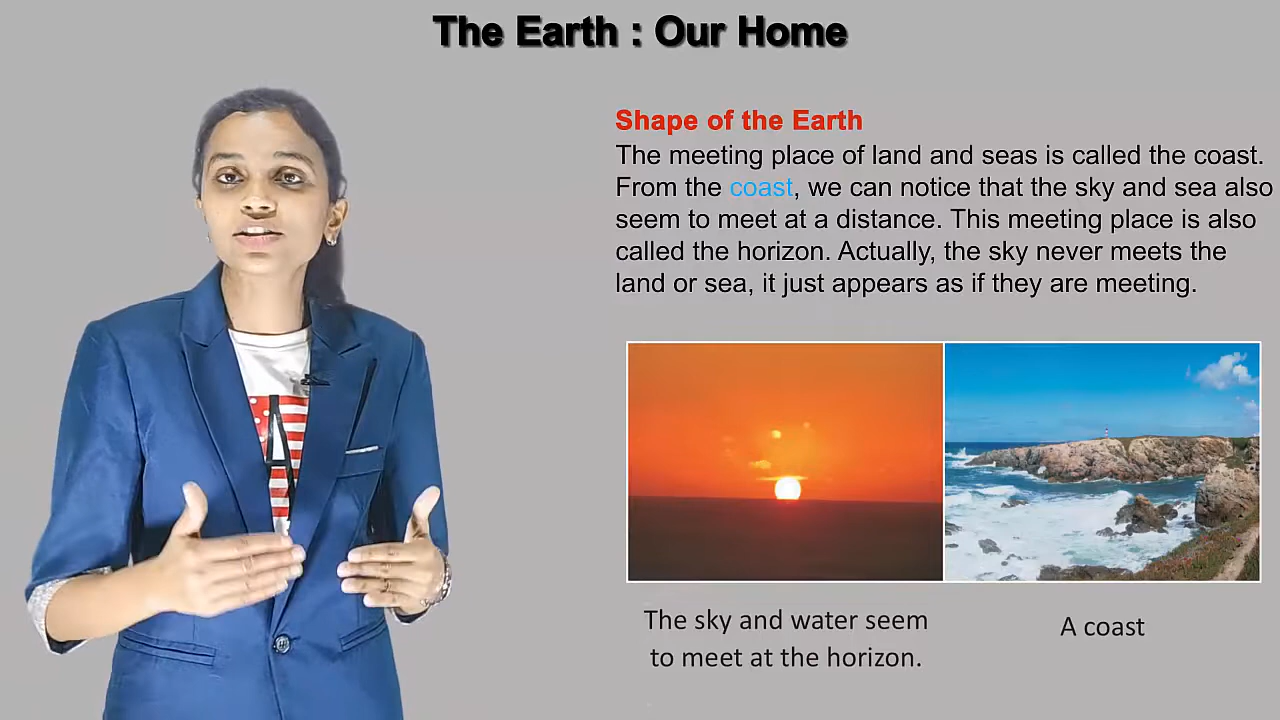 The Earth : Our Home
Shape of the Earth
The meeting place of land and seas is called the coast.
From the coast, we can notice that the sky and sea also
seem to meet at a distance. This meeting place is also
called the horizon. Actually, the sky never meets the
land or sea, it just appears as if they are meeting.
The sky and water seem
to meet at the horizon.
A coast